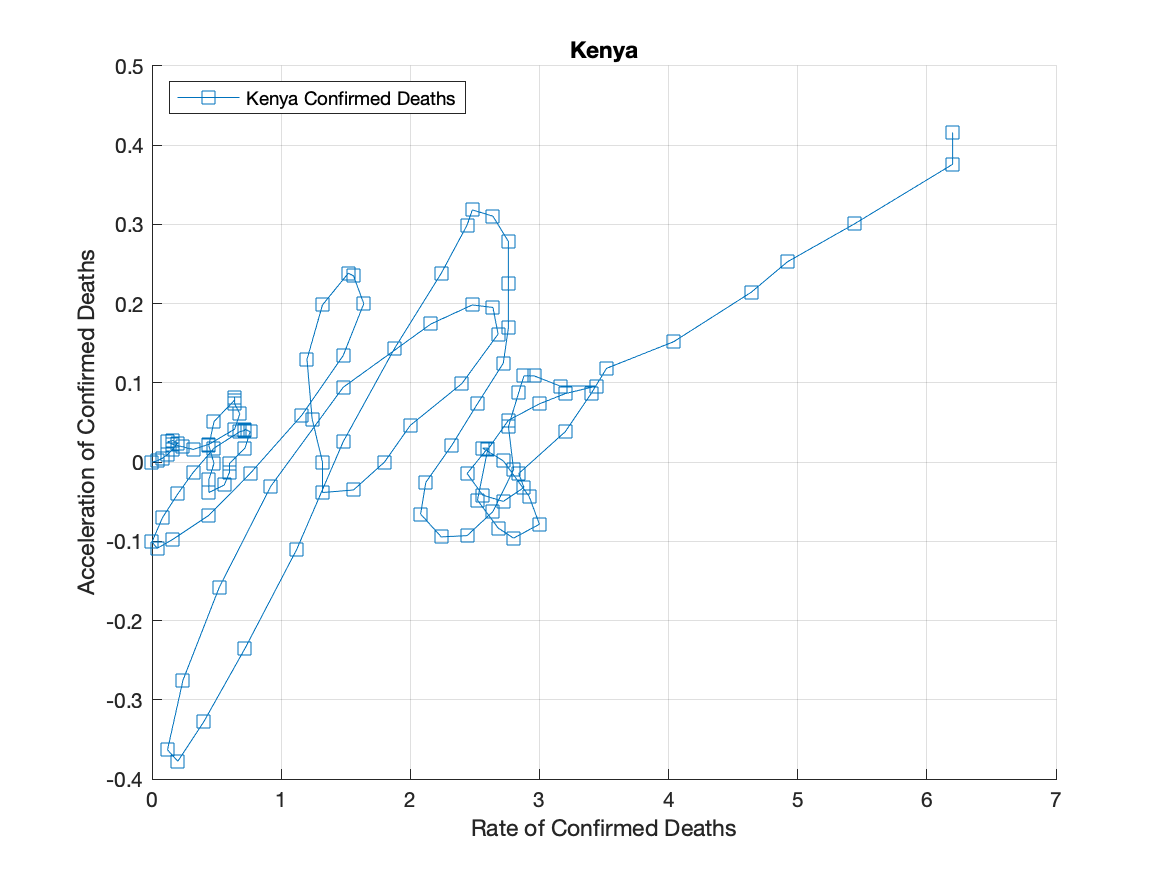 Kenya
Kenya Confirmed Deaths
0.5
0.4
0.3
0.2
0.1
0
-0.1
-0.2
-0.3
-0.4
Acceleration of Confirmed Deaths
0 1 2 3 4 5 6 7
Rate of Confirmed Deaths